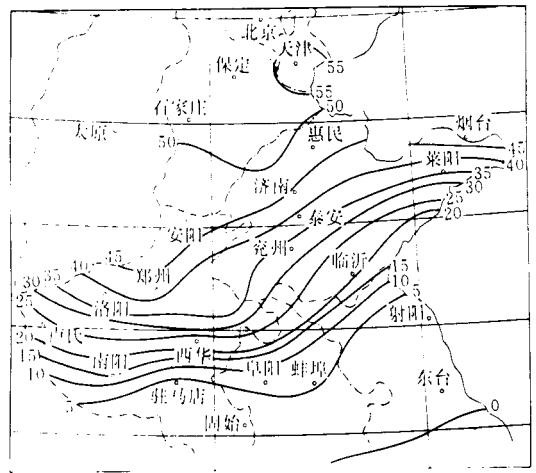 北京
天津
保定
55
55
50
石家庄
太原
50
惠民
烟台
45
40
莱阳
35
30
济南
25
20
泰安
安阳
兖州
45
40
35
30
郑州
临沂
15
10
5
25
洛阳
射阳
20
卢氏
15
南阳
西华
阜阳
蚌埠
10
驻马店
东台
5
固始
0